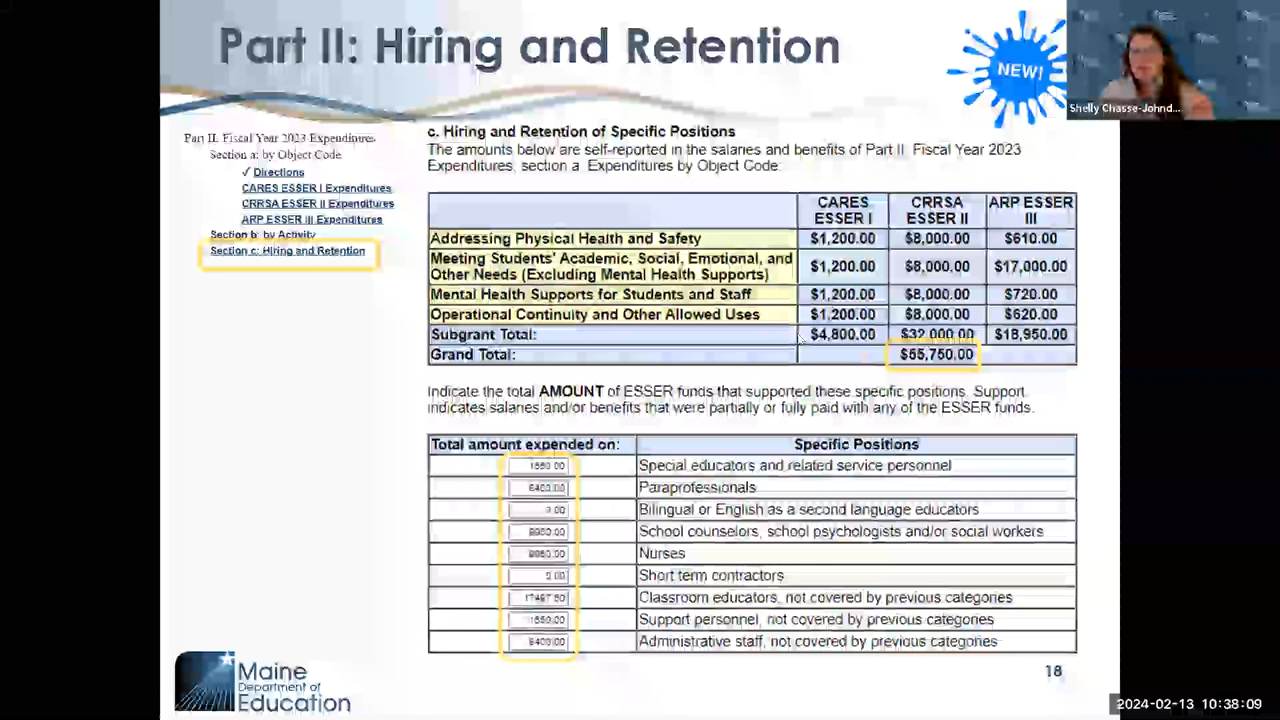 Part II: Hiring and Retention
NEW!
Shelly Chasse-Johnd...
Part II. Fiscal Year 2023 Expenditures
Section a: by Object Code
✓ Directions
CARES ESSER I Expenditures
CRRSA ESSER II Expenditures
ARP ESSER III Expenditures
Section b: by Activity
Section c: Hiring and Retention
c. Hiring and Retention of Specific Positions
The amounts below are self-reported in the salaries and benefits of Part II. Fiscal Year 2023
Expenditures, section a. Expenditures by Object Code.
CARES ESSER I CRRSA ESSER II ARP ESSER III
Addressing Physical Health and Safety $1,200.00 $8,000.00 $610.00
Meeting Students' Academic, Social, Emotional, and
Other Needs (Excluding Mental Health Supports) $1,200.00 $8,000.00 $17,000.00
Mental Health Supports for Students and Staff $1,200.00 $8,000.00 $720.00
Operational Continuity and Other Allowed Uses $1,200.00 $8,000.00 $620.00
Subgrant Total: $4,800.00 $32,000.00 $18,950.00
Grand Total: $55,750.00
Indicate the total AMOUNT of ESSER funds that supported these specific positions. Support
indicates salaries and/or benefits that were partially or fully paid with any of the ESSER funds.
Total amount expended on: Specific Positions
Special educators and related service personnel
Paraprofessionals
Bilingual or English as a second language educators
School counselors, school psychologists and/or social workers
Nurses
Short term contractors
Classroom educators, not covered by previous categories
Support personnel, not covered by previous categories
Administrative staff, not covered by previous categories
Maine
Department of
Education
18
2024-02-13 10:38:09